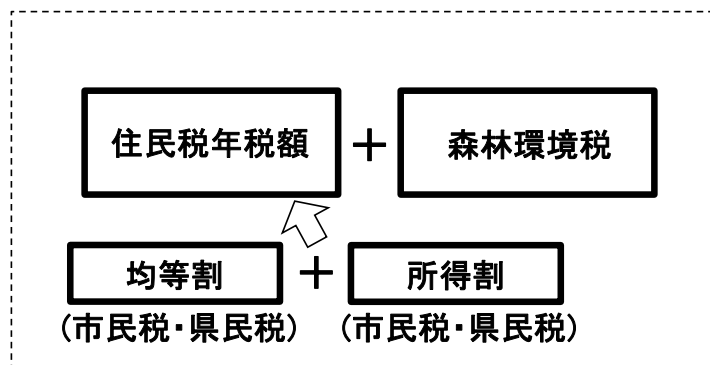 住民税年税額 + 森林環境税
均等割 + 所得割
(市民税・県民税) (市民税・県民税)